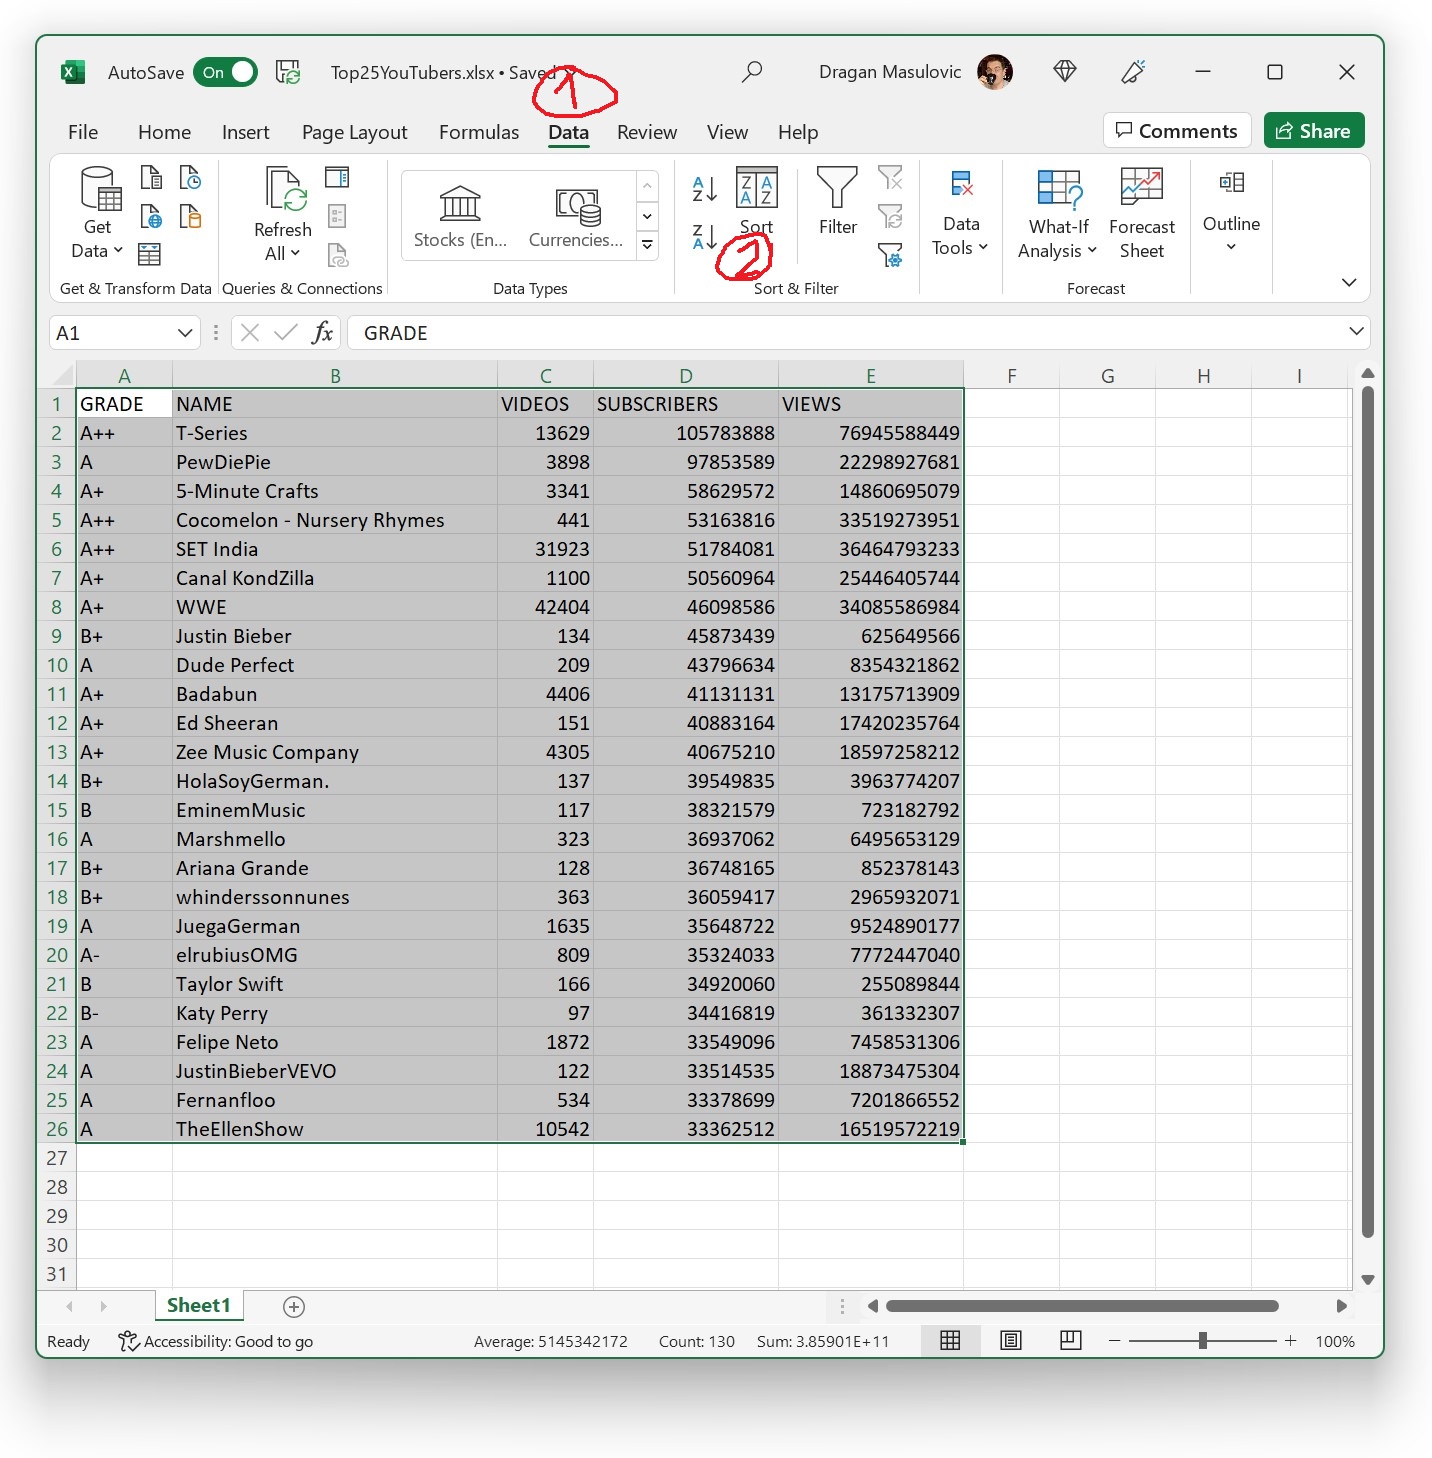 AutoSave On Top25YouTubers.xlsx • Saved Dragan Masulovic
1
File Home Insert Page Layout Formulas Data Review View Help Comments Share
Get Data
Refresh All
Stocks (En... Currencies...
A Z Z A
Z A A Z Sort
2
Filter
Data Tools
What-If Analysis
Forecast Sheet
Outline
Get & Transform Data Queries & Connections Data Types Sort & Filter Forecast
A1 fx GRADE
A B C D E F G H I
1 GRADE NAME VIDEOS SUBSCRIBERS VIEWS
2 A++ T-Series 13629 105783888 76945588449
3 A PewDiePie 3898 97853589 22298927681
4 A+ 5-Minute Crafts 3341 58629572 14860695079
5 A++ Cocomelon - Nursery Rhymes 441 53163816 33519273951
6 A++ SET India 31923 51784081 36464793233
7 A+ Canal KondZilla 1100 50560964 25446405744
8 A+ WWE 42404 46098586 34085586984
9 B+ Justin Bieber 134 45873439 625649566
10 A Dude Perfect 209 43796634 8354321862
11 A+ Badabun 4406 41131131 13175713909
12 A+ Ed Sheeran 151 40883164 17420235764
13 A+ Zee Music Company 4305 40675210 18597258212
14 B+ HolaSoyGerman. 137 39549835 3963774207
15 B EminemMusic 117 38321579 723182792
16 A Marshmello 323 36937062 6495653129
17 B+ Ariana Grande 128 36748165 852378143
18 B+ whinderssonnunes 363 36059417 2965932071
19 A JuegaGerman 1635 35648722 9524890177
20 A- elrubiusOMG 809 35324033 7772447040
21 B Taylor Swift 166 34920060 255089844
22 B- Katy Perry 97 34416819 361332307
23 A Felipe Neto 1872 33549096 7458531306
24 A JustinBieberVEVO 122 33514535 18873475304
25 A Fernanfloo 534 33378699 7201866552
26 A TheEllenShow 10542 33362512 16519572219
27
28
29
30
31
Sheet1
Ready Accessibility: Good to go Average: 5145342172 Count: 130 Sum: 3.85901E+11 100%